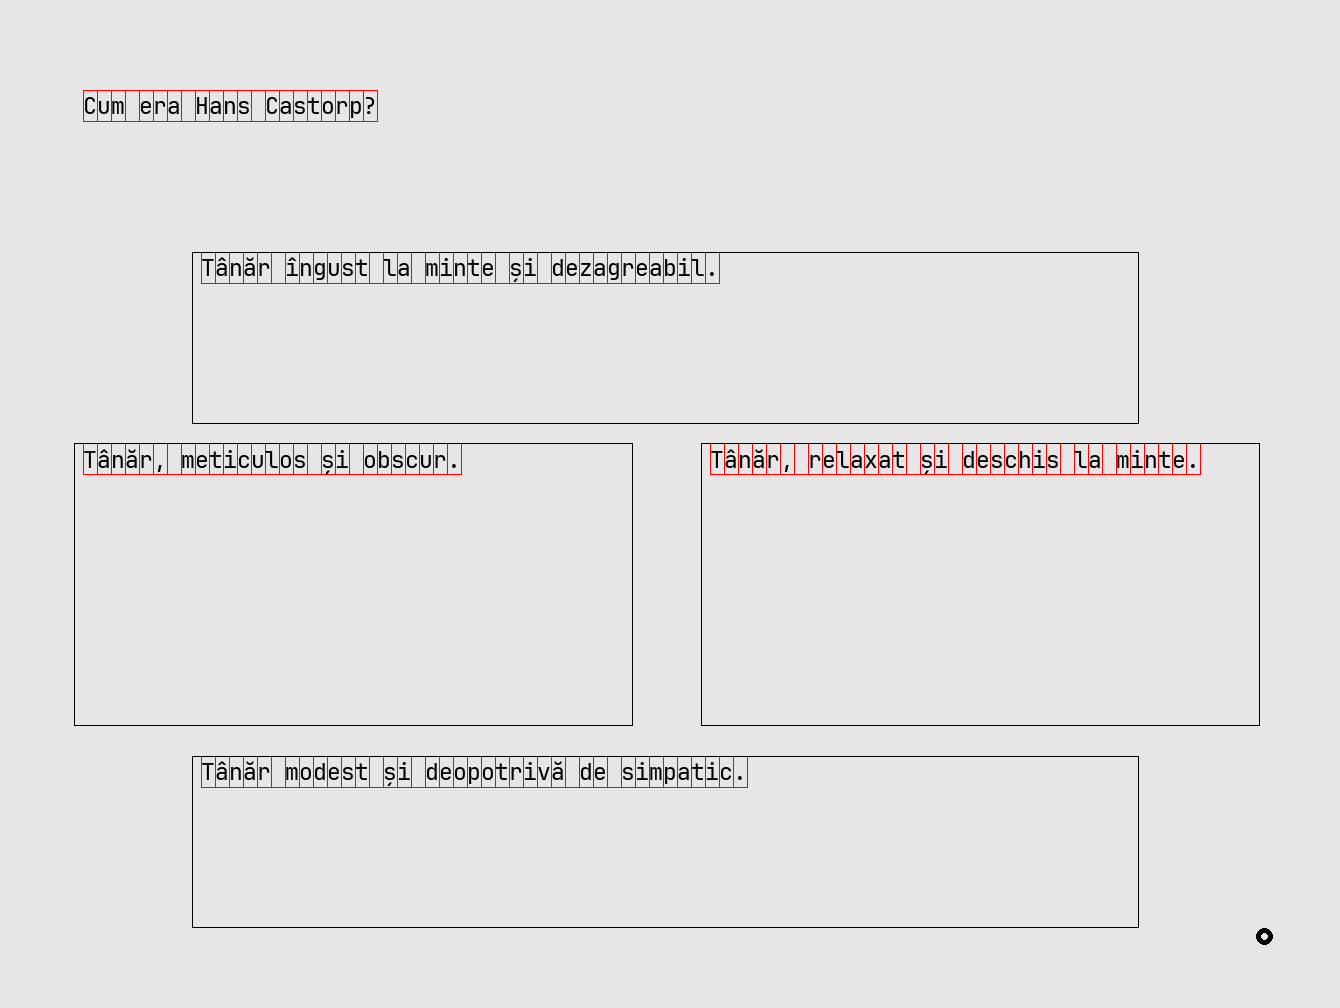 Cum era Hans Castorp?
Tânăr îngust la minte și dezagreabil.
Tânăr, meticulos și obscur.
Tânăr, relaxat și deschis la minte.
Tânăr modest și deopotrivă de simpatic.